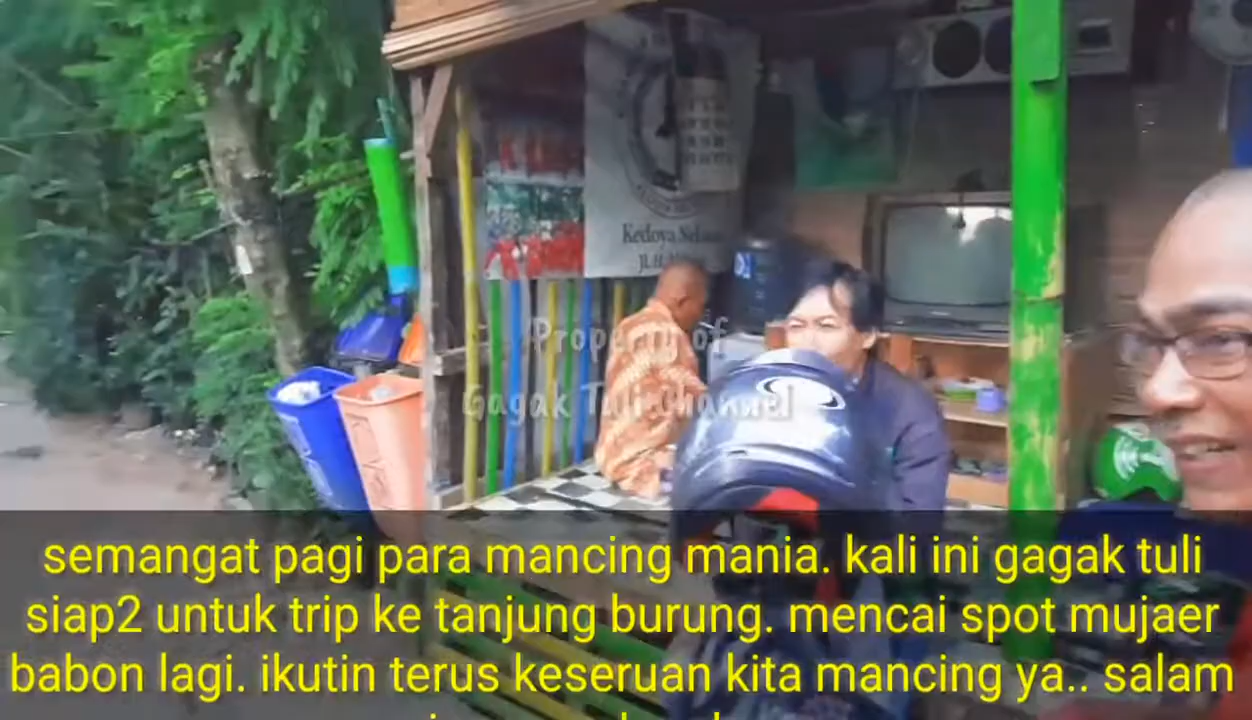 Kedoya
Property of
Gagak Tuli Channel
semangat pagi para mancing mania. kali ini gagak tuli
siap2 untuk trip ke tanjung burung. mencai spot mujaer
babon lagi. ikutin terus keseruan kita mancing ya.. salam